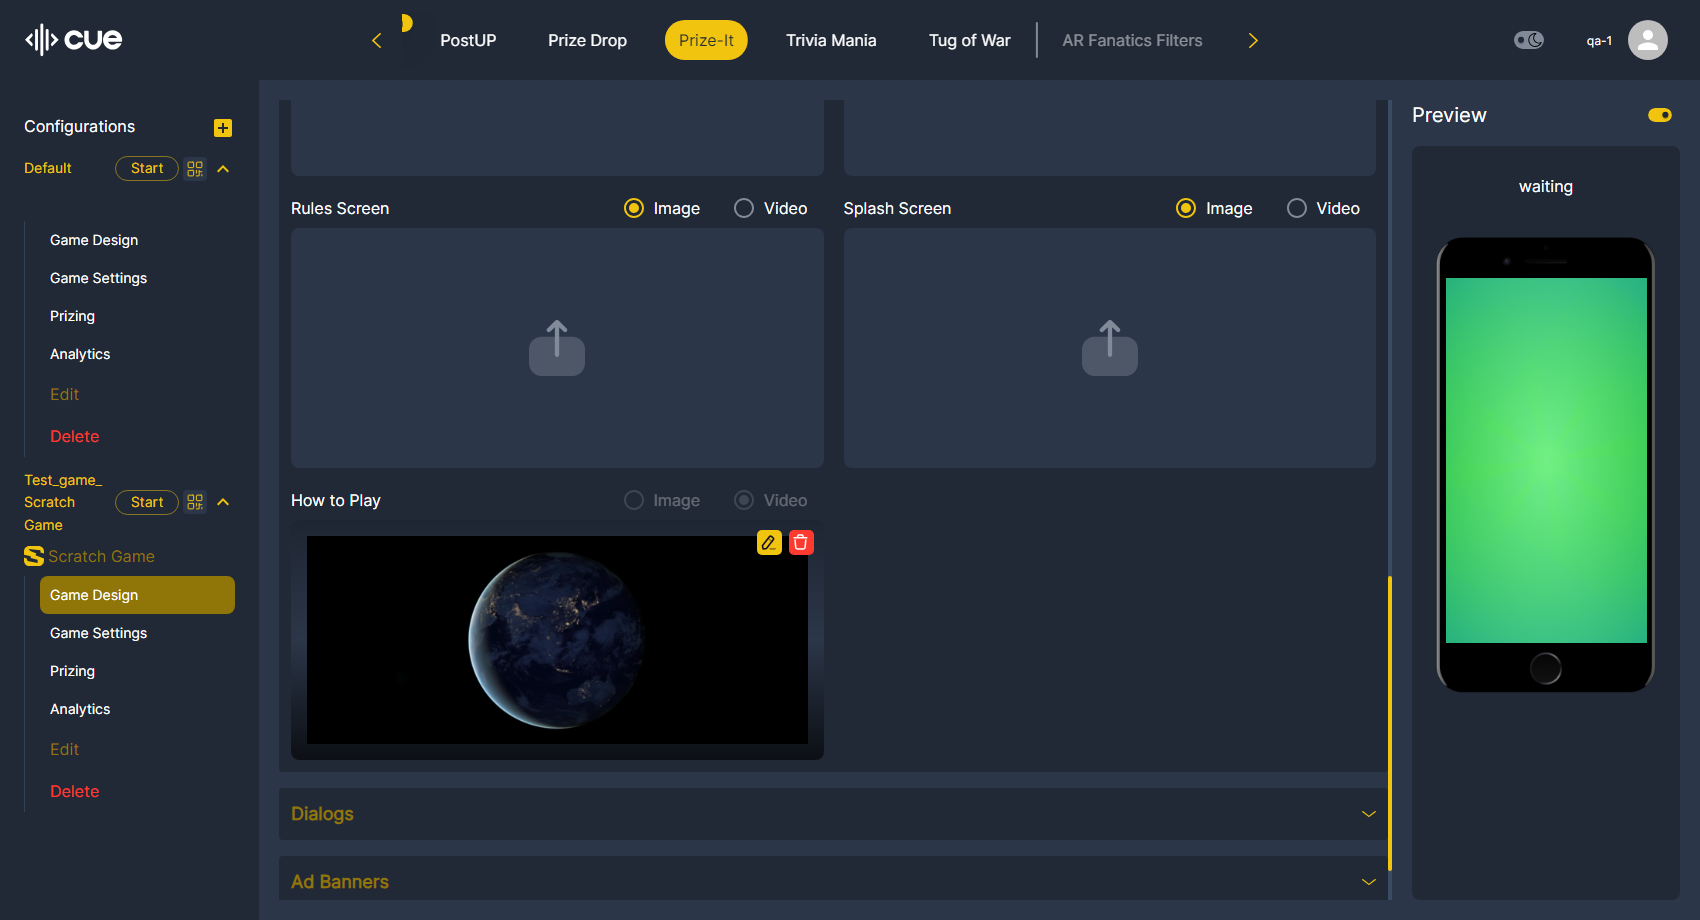 cue
PostUP
Prize Drop
Prize-It
Trivia Mania
Tug of War
AR Fanatics Filters
qa-1
Configurations
Default
Start
Game Design
Game Settings
Prizing
Analytics
Edit
Delete
Test_game_
Scratch
Game
Start
Scratch Game
Game Design
Game Settings
Prizing
Analytics
Edit
Delete
Rules Screen
Image
Video
Splash Screen
Image
Video
How to Play
Image
Video
Dialogs
Ad Banners
Preview
waiting